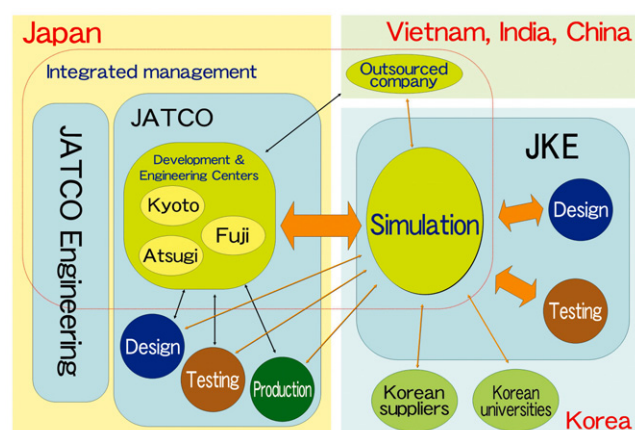 Japan
Vietnam, India, China
Integrated management
Outsourced
company
JATCO Engineering
JATCO
Development &
Engineering Centers
Kyoto
Fuji
Atsugi
JKE
Simulation
Design
Testing
Design
Testing
Production
Korean
suppliers
Korean
universities
Korea